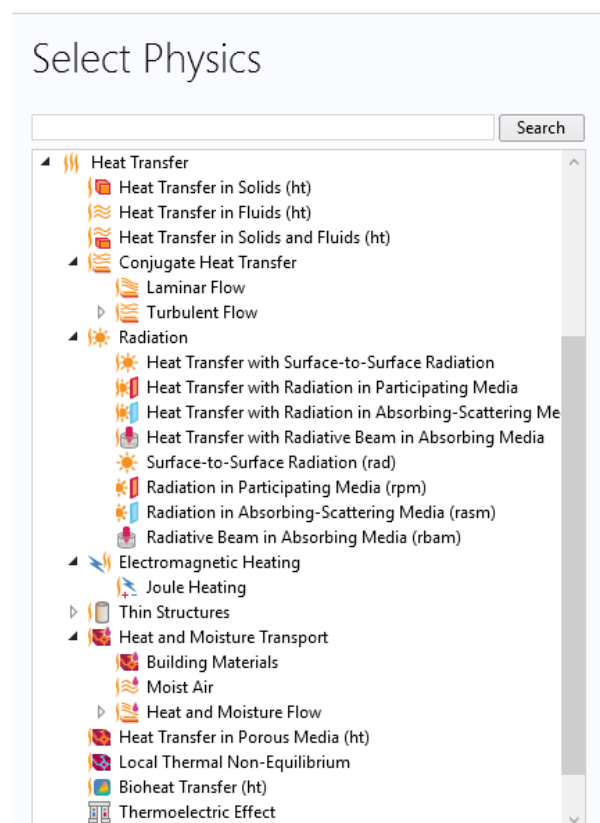 Select Physics
Search
Heat Transfer
Heat Transfer in Solids (ht)
Heat Transfer in Fluids (ht)
Heat Transfer in Solids and Fluids (ht)
Conjugate Heat Transfer
Laminar Flow
Turbulent Flow
Radiation
Heat Transfer with Surface-to-Surface Radiation
Heat Transfer with Radiation in Participating Media
Heat Transfer with Radiation in Absorbing-Scattering Me
Heat Transfer with Radiative Beam in Absorbing Media
Surface-to-Surface Radiation (rad)
Radiation in Participating Media (rpm)
Radiation in Absorbing-Scattering Media (rasm)
Radiative Beam in Absorbing Media (rbam)
Electromagnetic Heating
Joule Heating
Thin Structures
Heat and Moisture Transport
Building Materials
Moist Air
Heat and Moisture Flow
Heat Transfer in Porous Media (ht)
Local Thermal Non-Equilibrium
Bioheat Transfer (ht)
Thermoelectric Effect